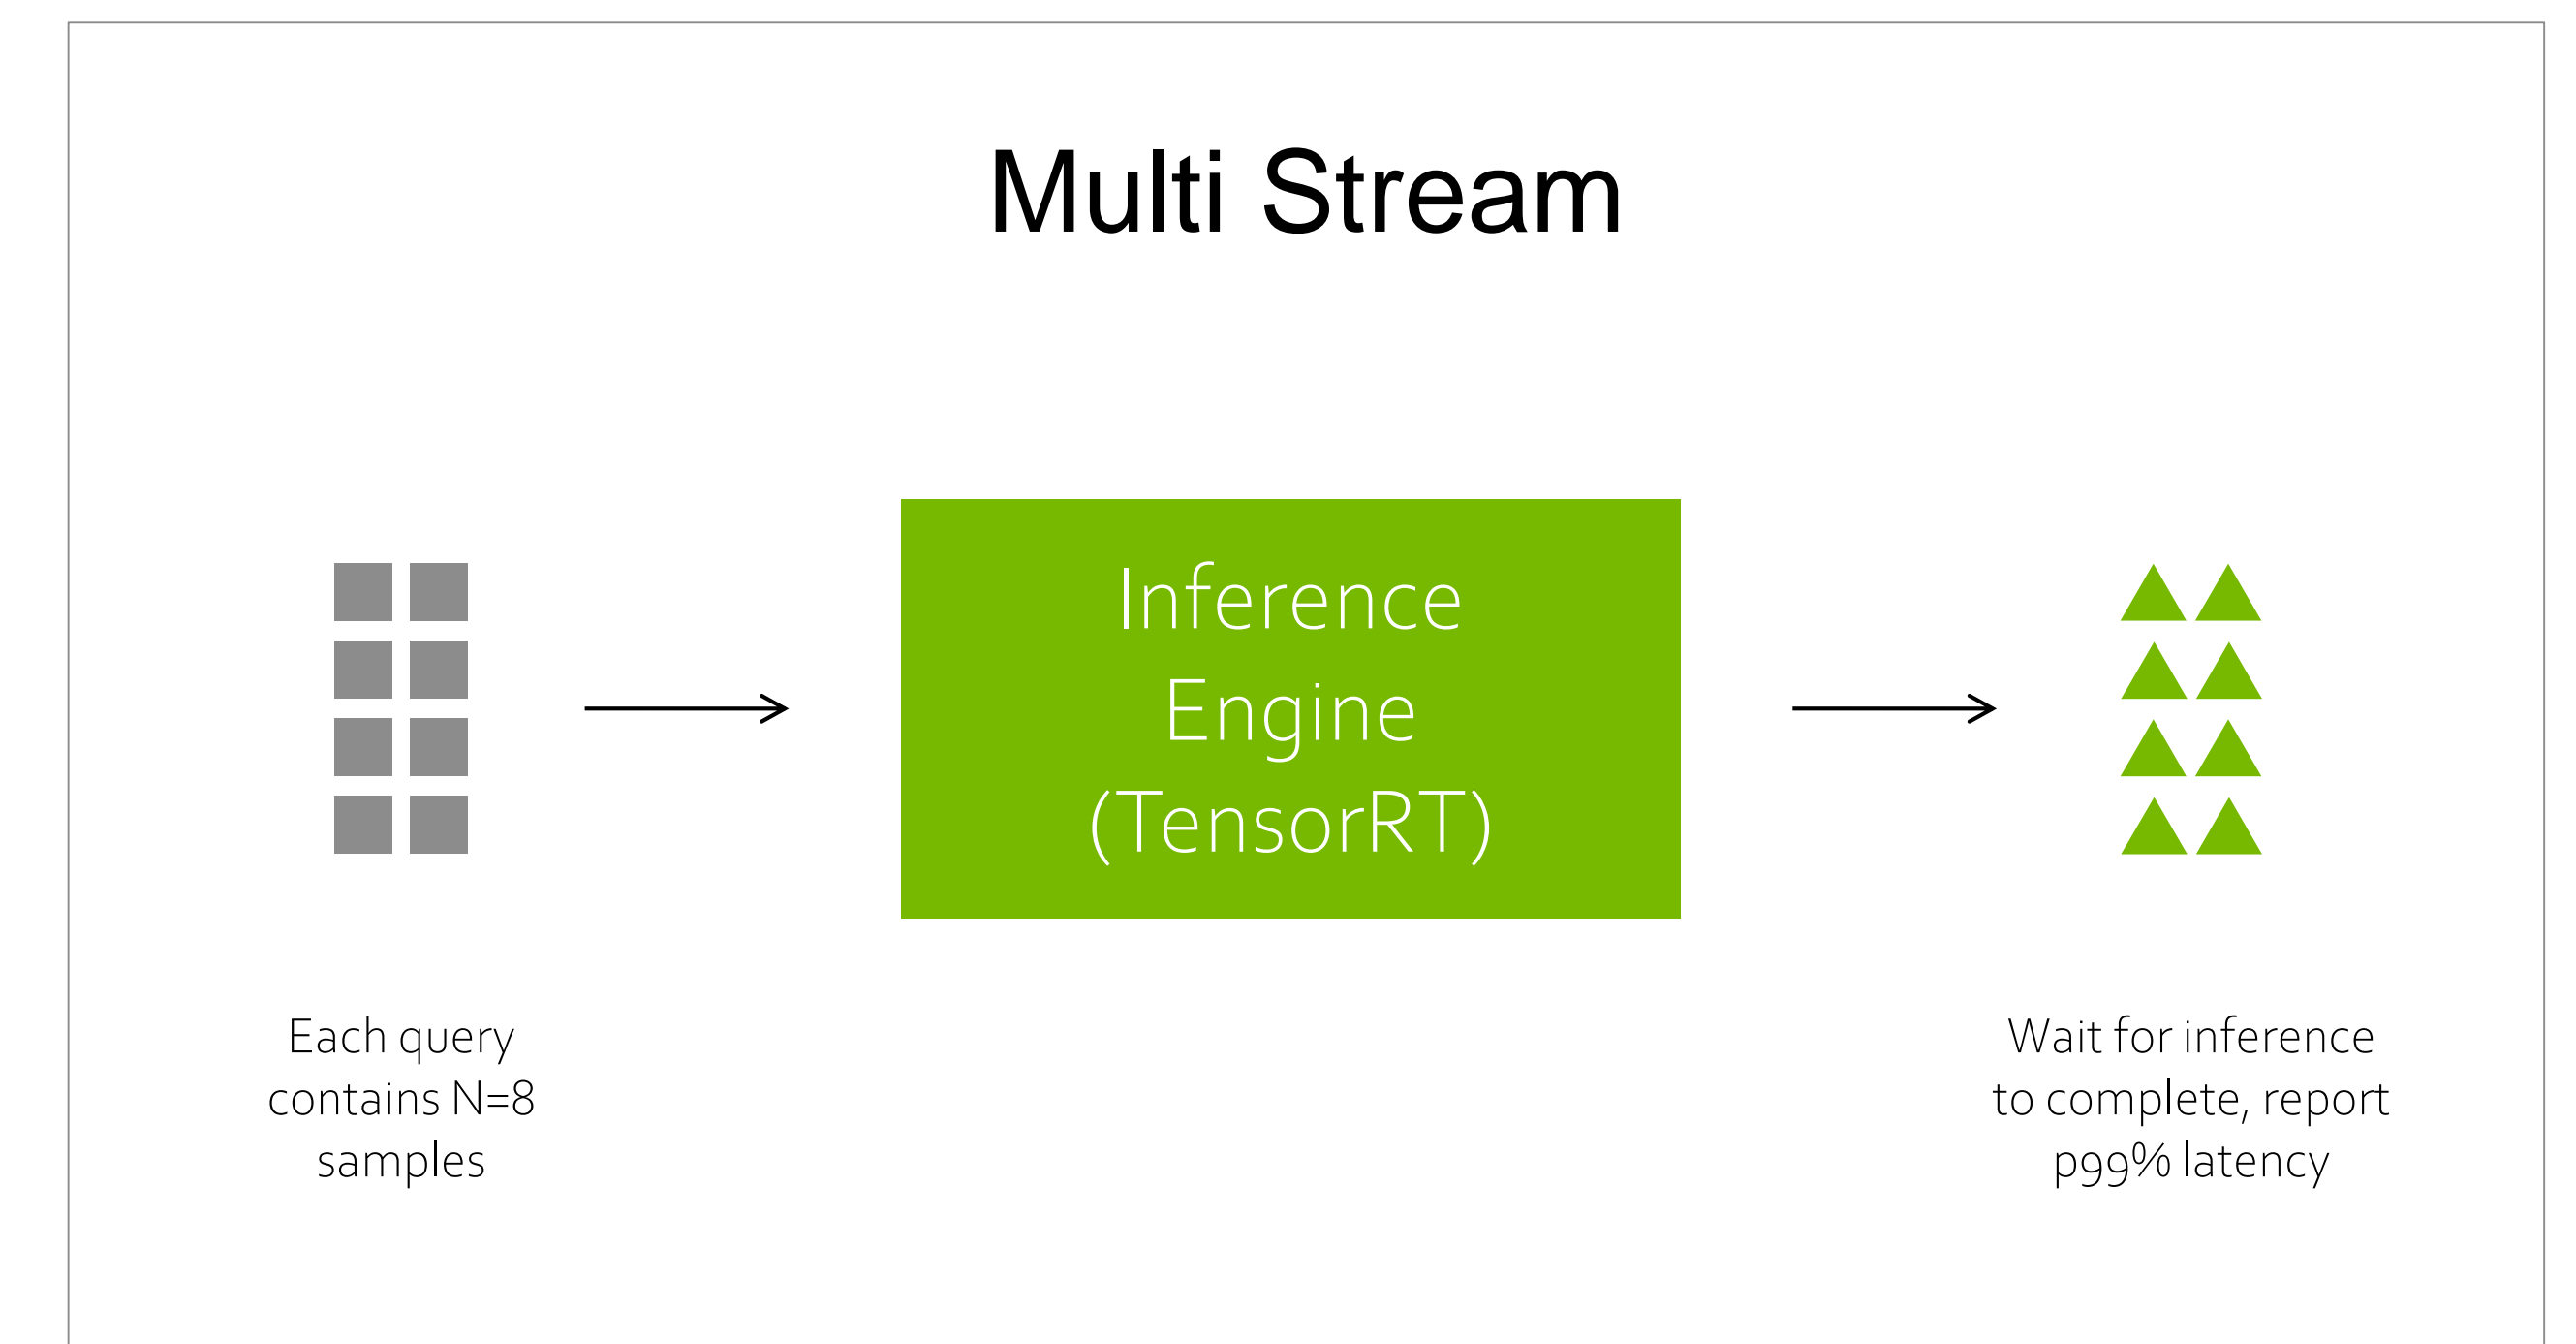 Multi Stream
Inference
Engine
(TensorRT)
Each query
contains N=8
samples
Wait for inference
to complete, report
p99% latency